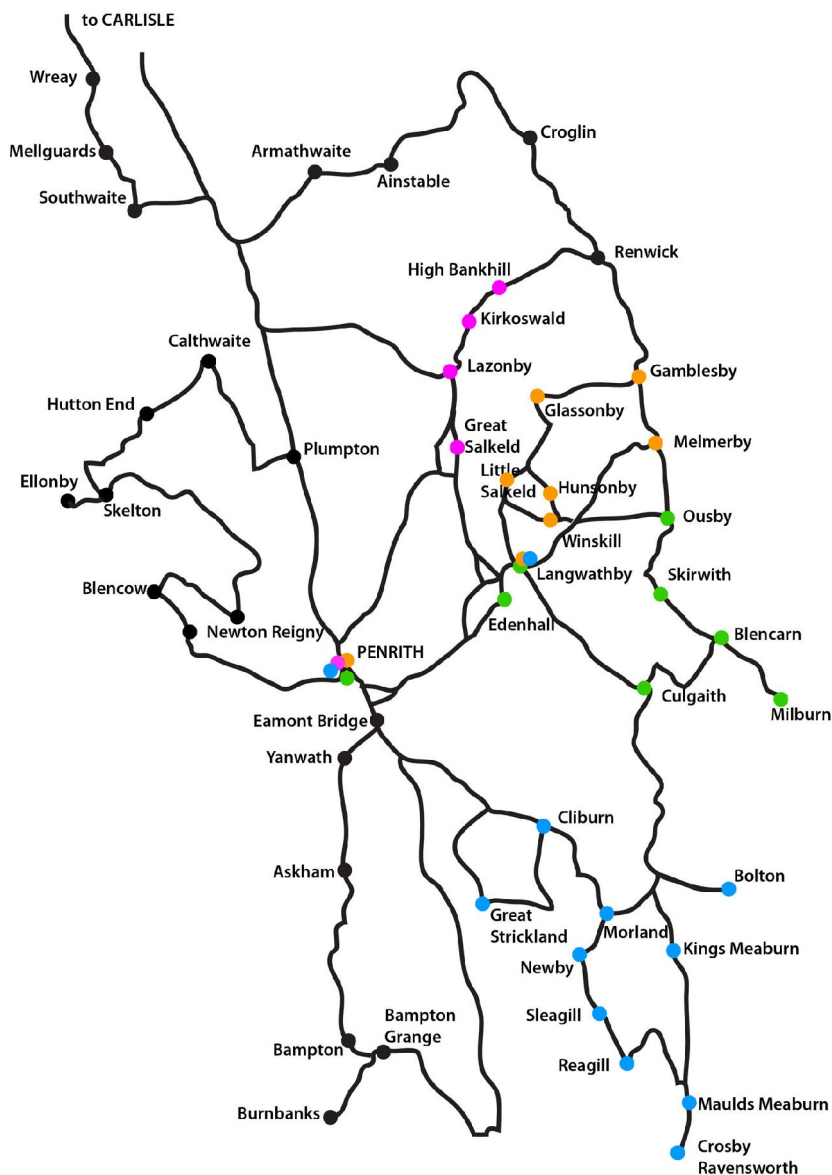 to CARLISLE
Wreay
Mellguards
Southwaite
Armathwaite
Ainstable
Croglin
Renwick
High Bankhill
Kirkoswald
Lazonby
Calthwaite
Hutton End
Plumpton
Ellonby
Skelton
Great
Salkeld
Little
Salkeld
Glassonby
Gamblesby
Melmerby
Hunsonby
Winskill
Ousby
Langwathby
Skirwith
Edenhall
Blencow
Newton Reigny
PENRITH
Blencarn
Culgaith
Milburn
Eamont Bridge
Yanwath
Cliburn
Askham
Great
Strickland
Bolton
Morland
Newby
Kings Meaburn
Sleagill
Bampton
Grange
Bampton
Reagill
Burnbanks
Maulds Meaburn
Crosby
Ravensworth